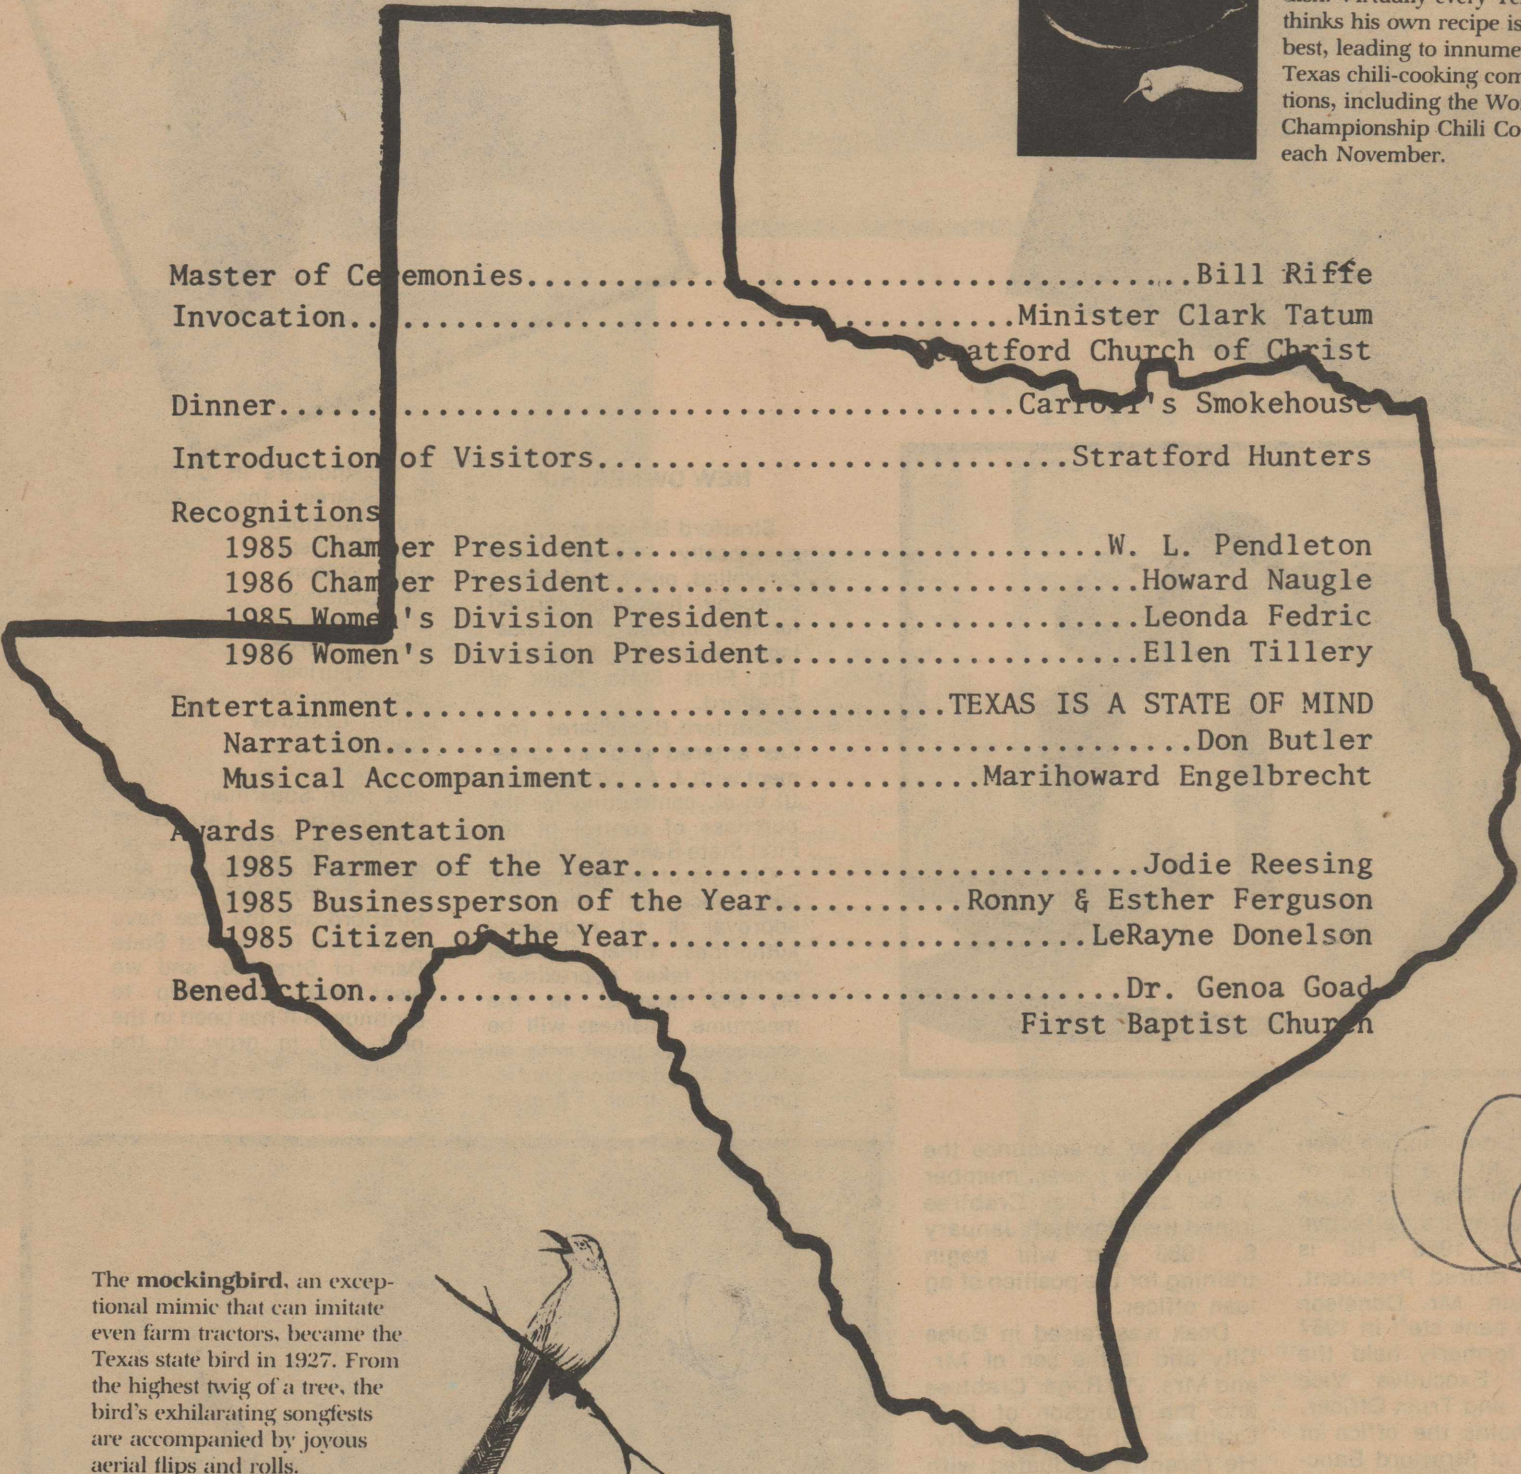 thinks his own recipe is
best, leading to
Texas chili-cooking
tions, including the
Championship Chili
each November.
Master of Ceremonies......................................Bill Riffe
Invocation......................................Minister Clark Tatum
Stratford Church of Christ
Dinner..........................................Carroll's Smokehouse
Introduction of Visitors...........................Stratford Hunters
Recognitions
1985 Chamber President............................W. L. Pendleton
1986 Chamber President..............................Howard Naugle
1985 Women's Division President.....................Leonda Fedric
1986 Women's Division President.....................Ellen Tillery
Entertainment...............................TEXAS IS A STATE OF MIND
Narration..............................................Don Butler
Musical Accompaniment......................Marihoward Engelbrecht
Awards Presentation
1985 Farmer of the Year.............................Jodie Reesing
1985 Businessperson of the Year...........Ronny & Esther Ferguson
1985 Citizen of the Year.........................LeRayne Donelson
Benediction...........................................Dr. Genoa Goad
First Baptist Church
The mockingbird, an excep-
tional mimic that can imitate
even farm tractors, became the
Texas state bird in 1927. From
the highest twig of a tree, the
bird's exhilarating songfests
are accompanied by joyous
aerial flips and rolls.